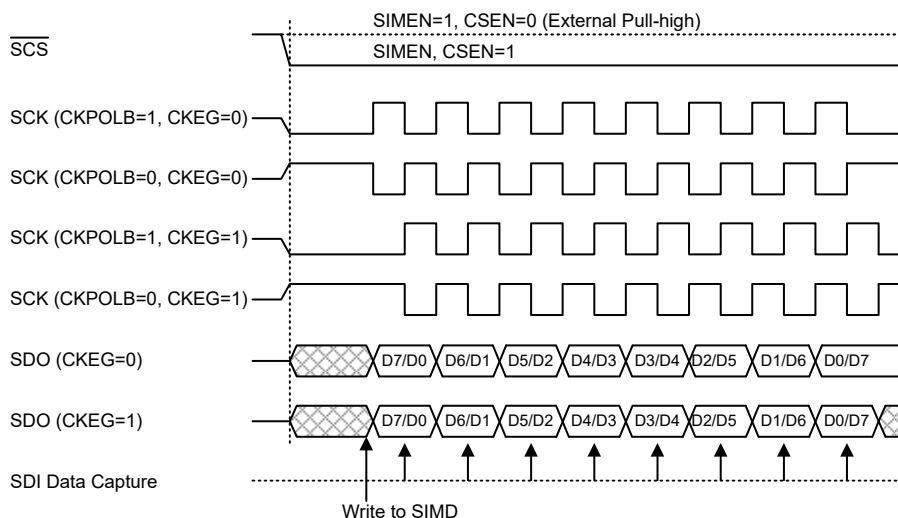 SIMEN=1, CSEN=0 (External Pull-high)
SCS
SIMEN, CSEN=1
SCK (CKPOLB=1, CKEG=0)
SCK (CKPOLB=0, CKEG=0)
SCK (CKPOLB=1, CKEG=1)
SCK (CKPOLB=0, CKEG=1)
SDO (CKEG=0) D7/D0 D6/D1 D5/D2 D4/D3 D3/D4 D2/D5 D1/D6 D0/D7
SDO (CKEG=1) D7/D0 D6/D1 D5/D2 D4/D3 D3/D4 D2/D5 D1/D6 D0/D7
SDI Data Capture
Write to SIMD